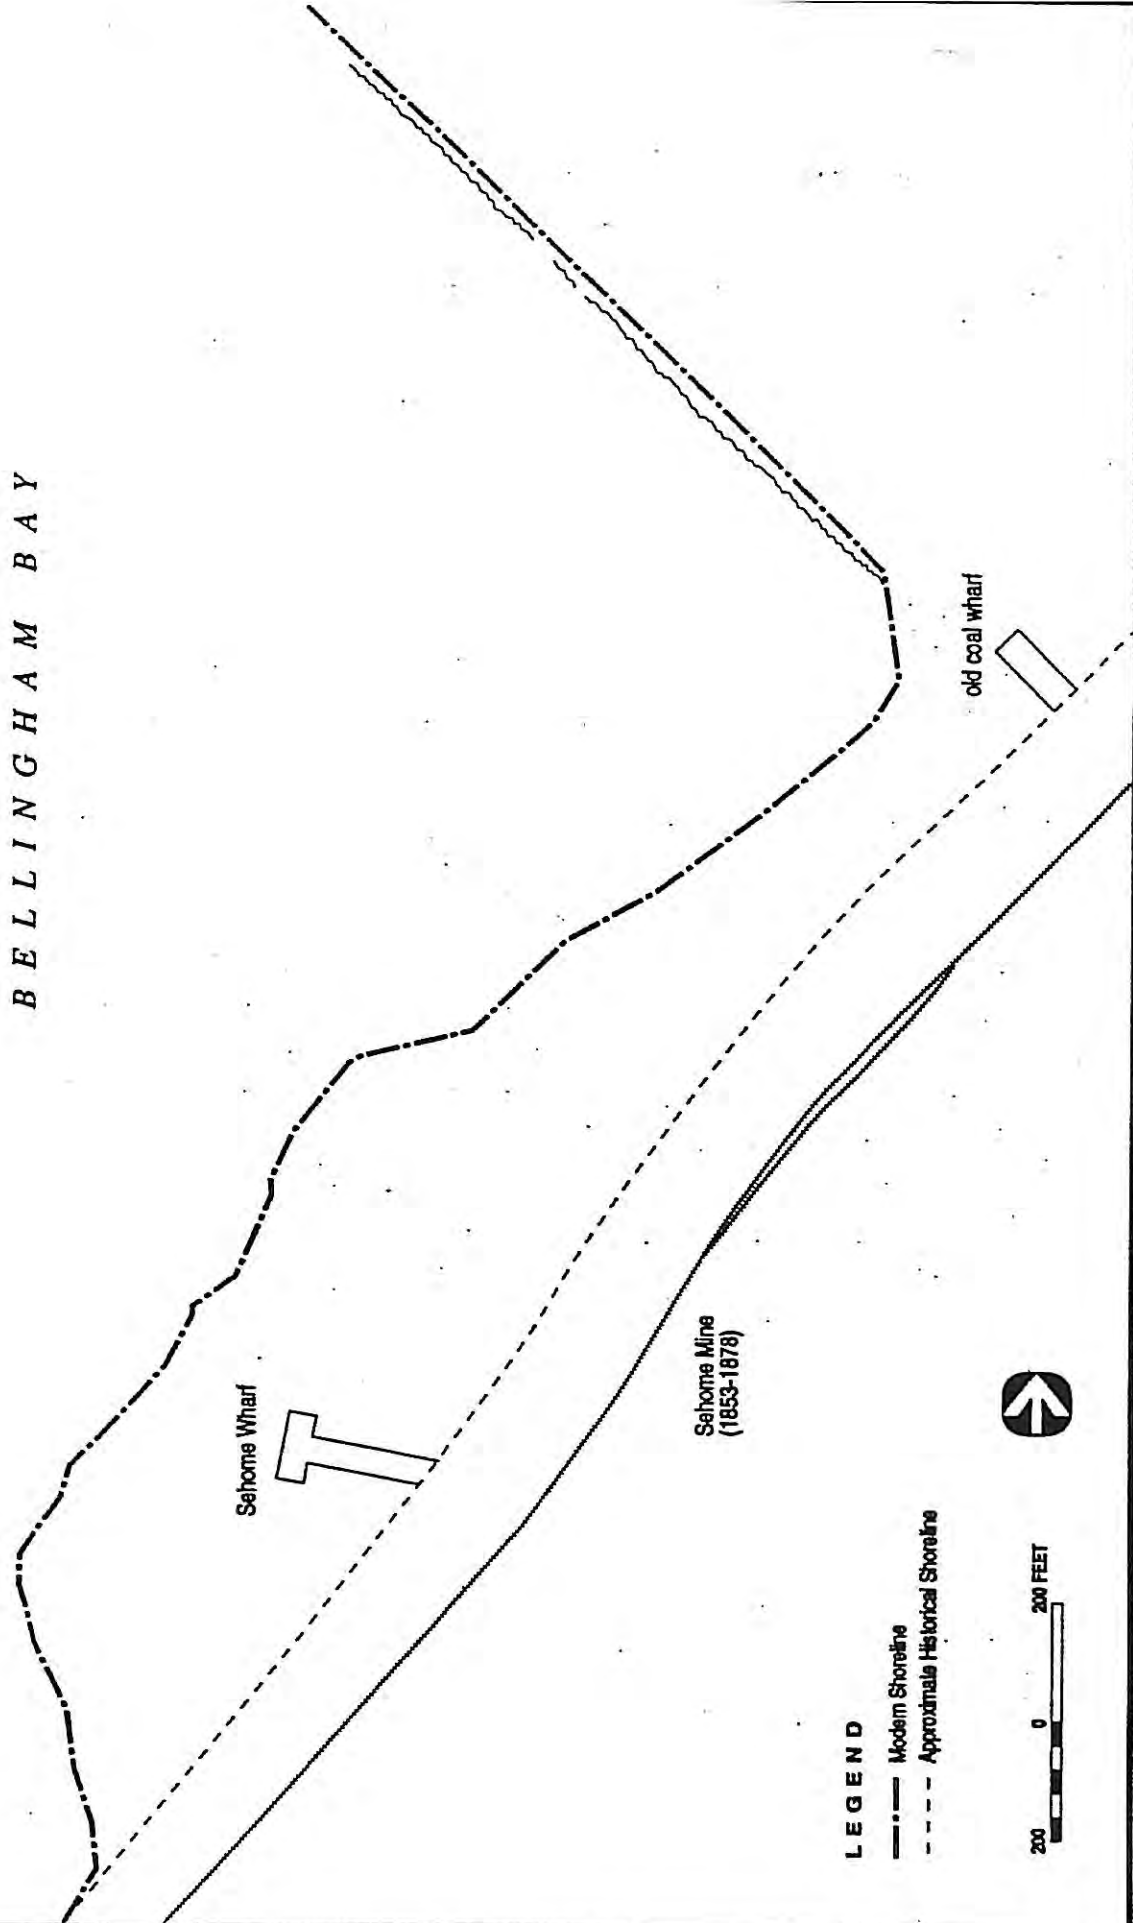 BELLINGHAM BAY
old coal wharf
Sehome Wharf
Sehome Mine
(1853-1878)
LEGEND
Modern Shoreline
Approximate Historical Shoreline
200 0 200 FEET